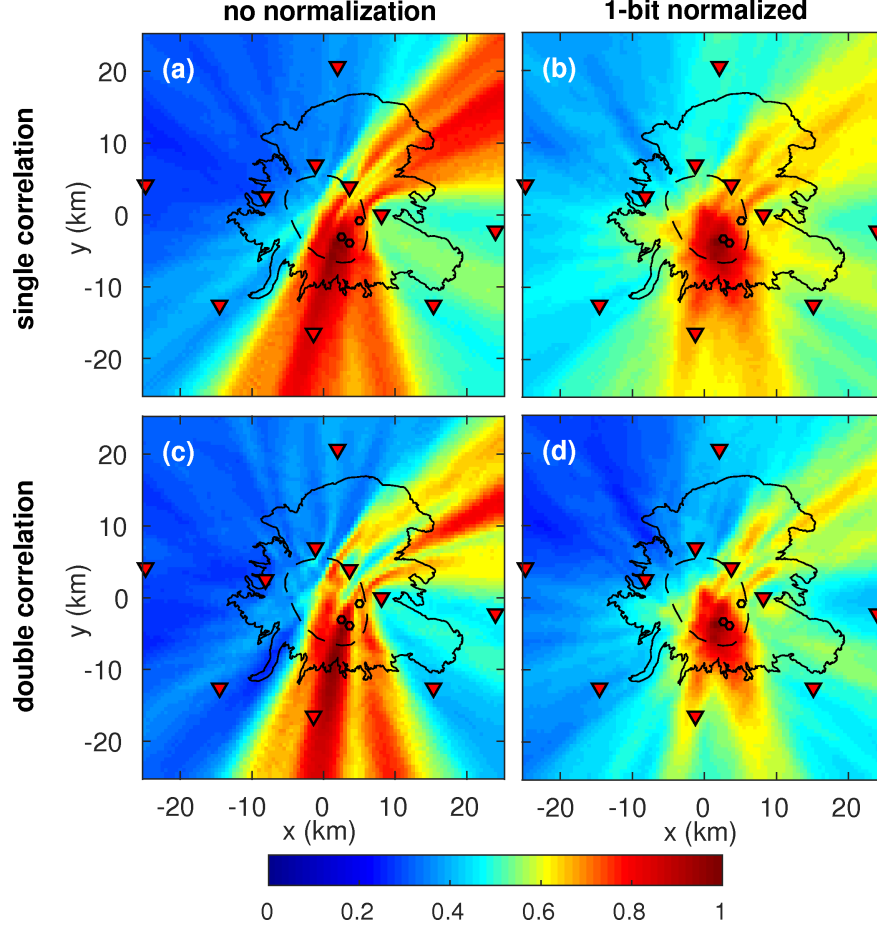 no normalization 1-bit normalized
single correlation
double correlation
(a)
(b)
20
10
0
-10
-20
y (km)
(c)
(d)
20
10
0
-10
-20
y (km)
-20 -10 0 10 20 -20 -10 0 10 20
x (km) x (km)
0 0.2 0.4 0.6 0.8 1